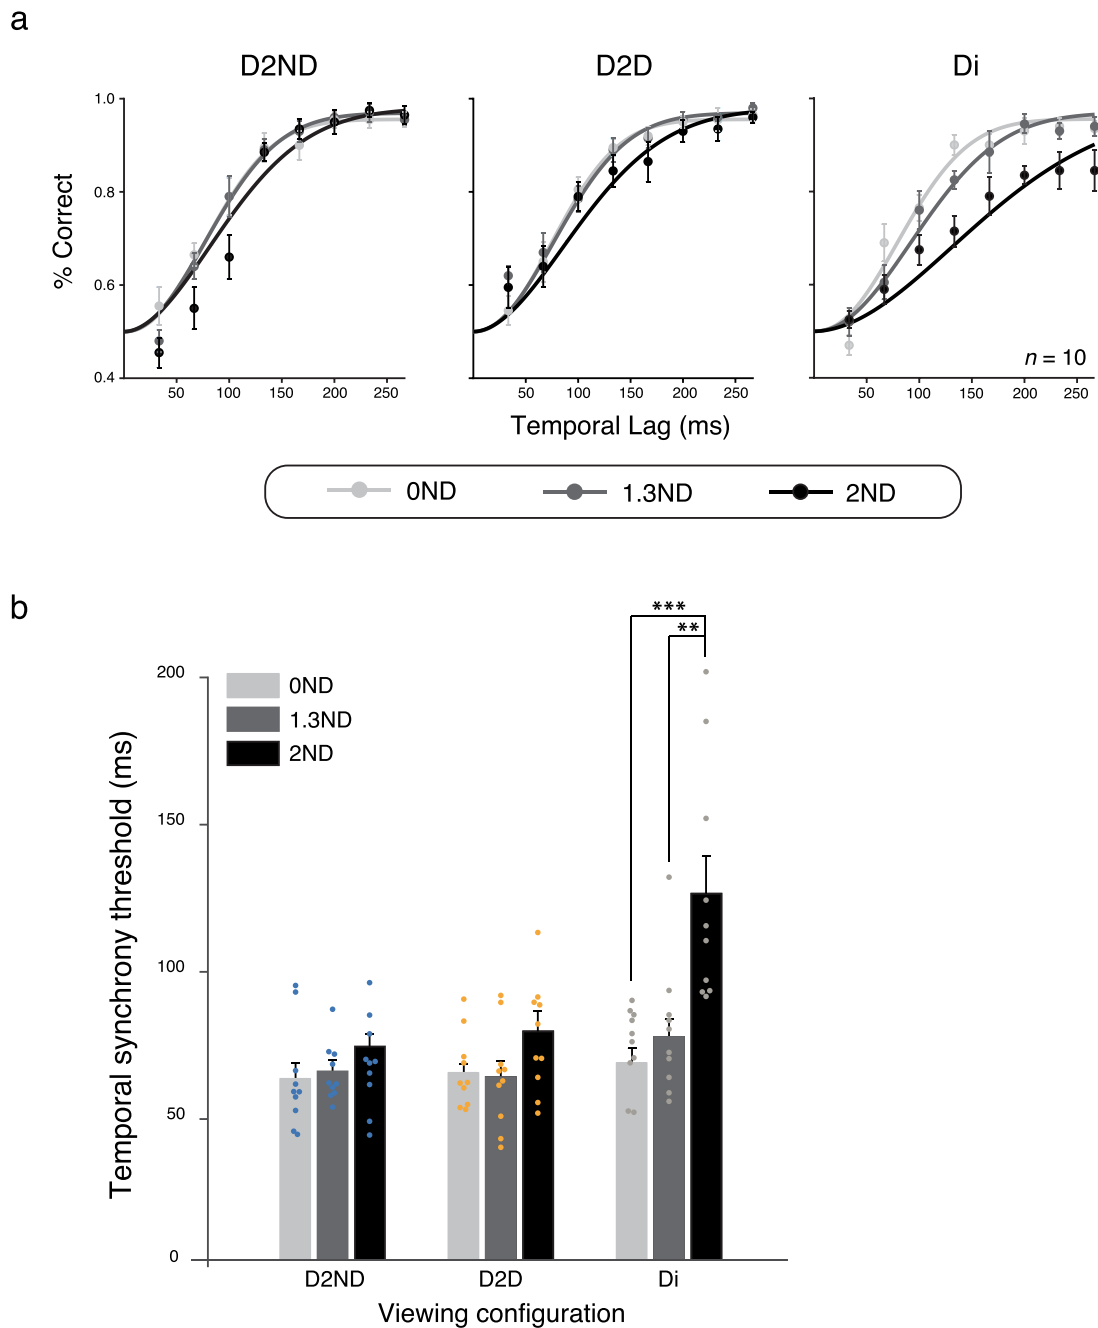 a
D2ND D2D Di
% Correct
1.0
0.8
0.6
0.4
50 100 150 200 250
50 100 150 200 250
50 100 150 200 250
n = 10
Temporal Lag (ms)
0ND 1.3ND 2ND
b
***
**
Temporal synchrony threshold (ms)
200
150
100
50
0
0ND
1.3ND
2ND
D2ND D2D Di
Viewing configuration